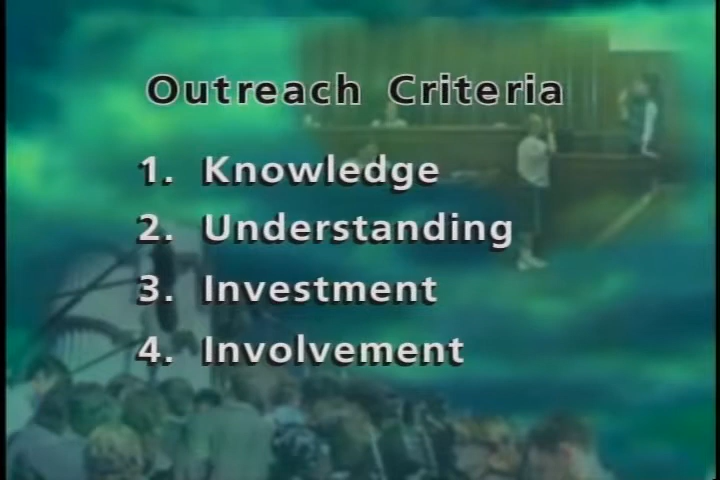 Outreach Criteria
1. Knowledge
2. Understanding
3. Investment
4. Involvement